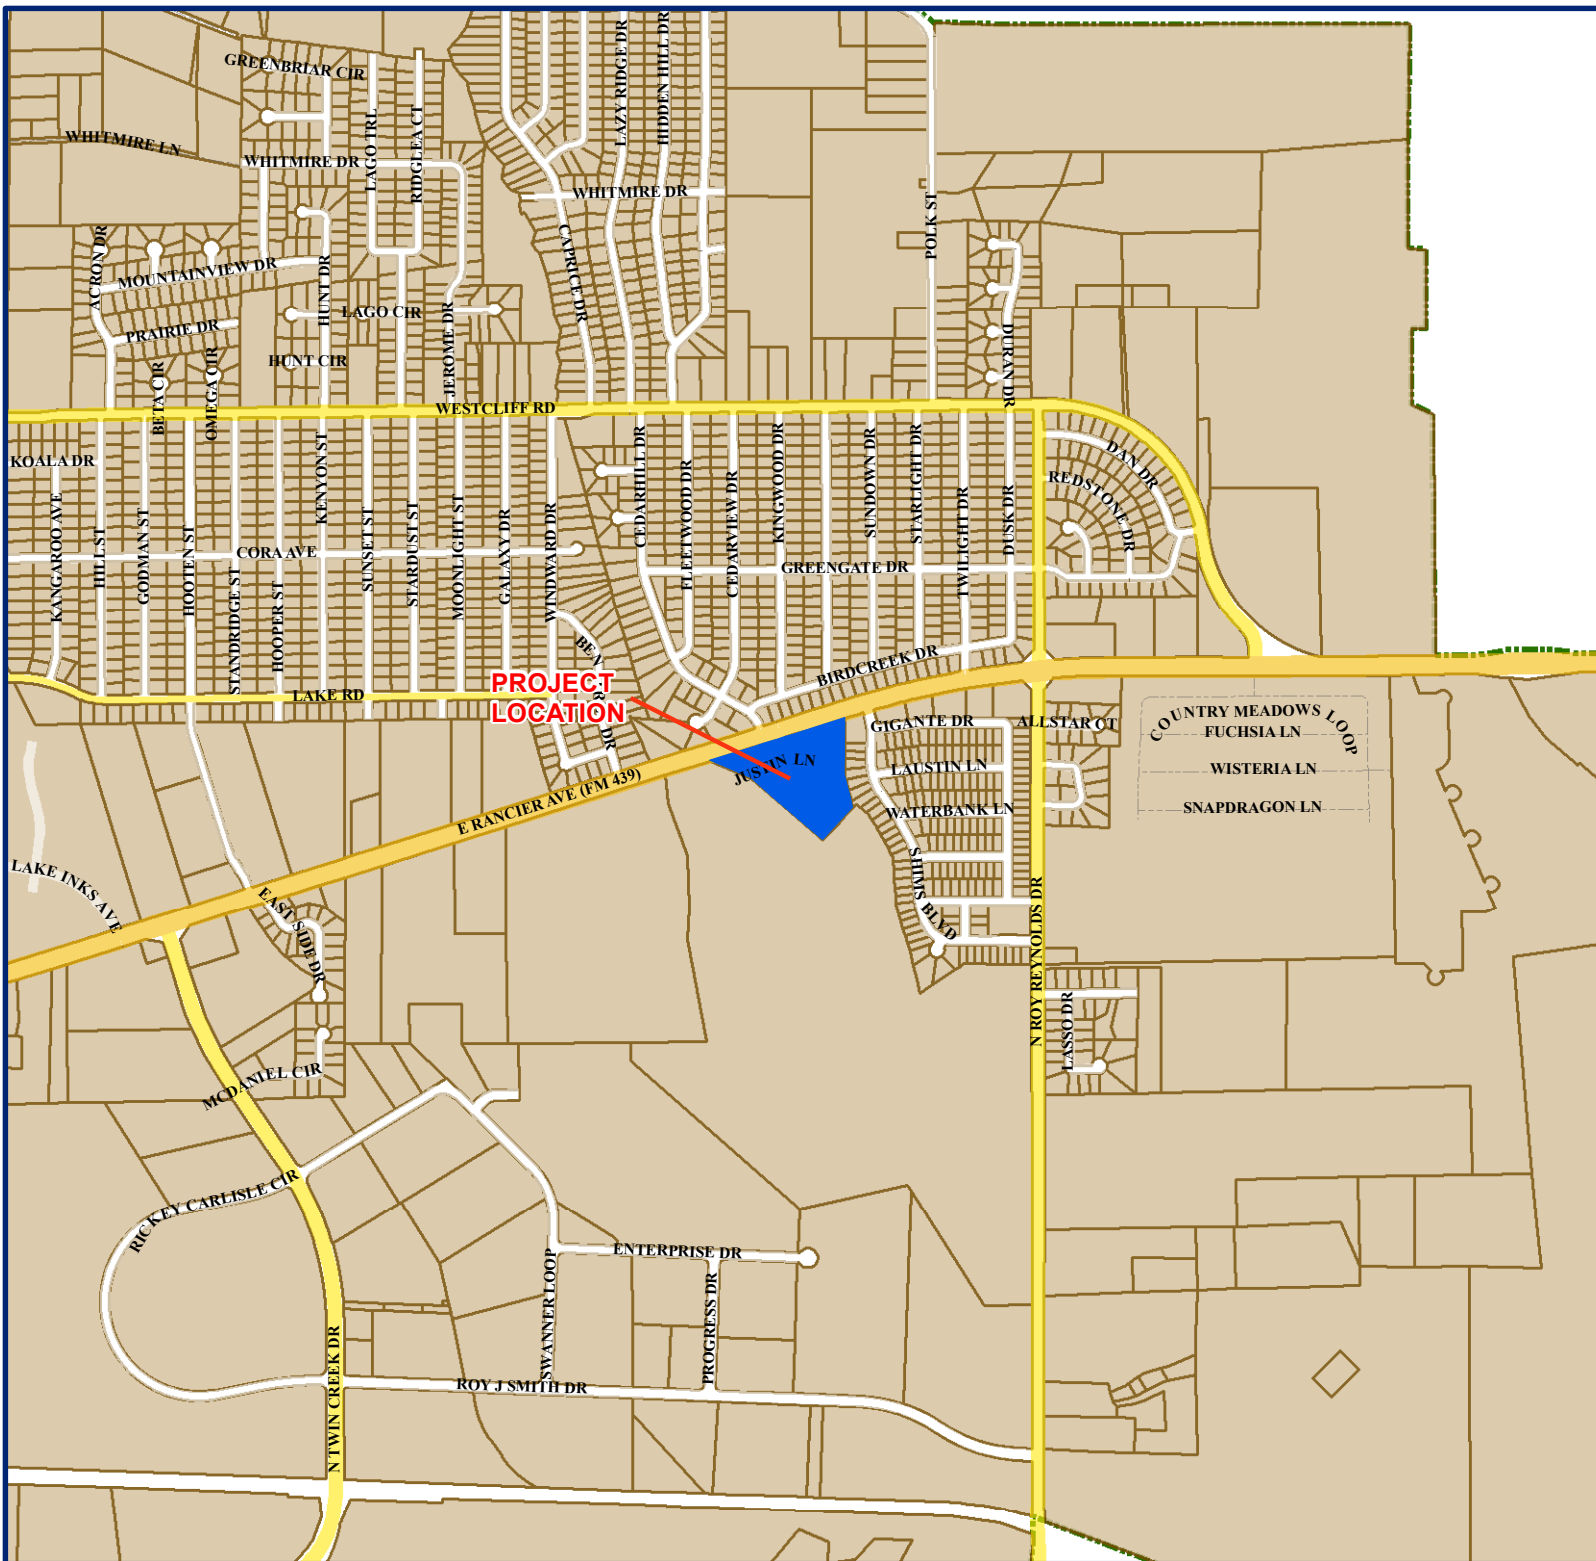 GREENBRIAR CIR
LAZY RIDGE DR
HIDDEN HILL DR
LAGO TRL
RIDGLEA CT
WHITMIRE LN
WHITMIRE DR
WHITMIRE DR
POLK ST
ACRON DR
MOUNTAINVIEW DR
HUNT DR
CAPRICE DR
LAGO CIR
JEROME DR
PRAIRIE DR
HUNT CIR
DURAN DR
BETA CIR
OMEGA CIR
WESTCLIFF RD
KOALA DR
KANGAROO AVE
HILL ST
GODMAN ST
HOOTEN ST
STANDRIDGE ST
HOOPER ST
KENYON ST
SUNSET ST
STARDUST ST
MOONLIGHT ST
GALAXY DR
WINDWARD DR
CORA AVE
CEDARHILL DR
FLEETWOOD DR
CEDARVIEW DR
KINGWOOD DR
SUNDOWN DR
STARLIGHT DR
TWILIGHT DR
DUSK DR
DAN DR
REDSTONE DR
GREENGATE DR
BIRDCREEK DR
LAKE RD
PROJECT
LOCATION
JUSTIN LN
GIGANTE DR
ALLSTAR CT
LAUSTIN LN
WATERBANK LN
SHIMS BLVD
COUNTRY MEADOWS LOOP
FUCHSIA LN
WISTERIA LN
SNAPDRAGON LN
E RANCIER AVE (FM 439)
LAKE INKS AVE
EAST SIDE DR
N ROY REYNOLDS DR
LASSO DR
MCDANIEL CIR
RICKEY CARLISLE CIR
ENTERPRISE DR
SWANNER LOOP
PROGRESS DR
ROY J SMITH DR
N TWIN CREEK DR